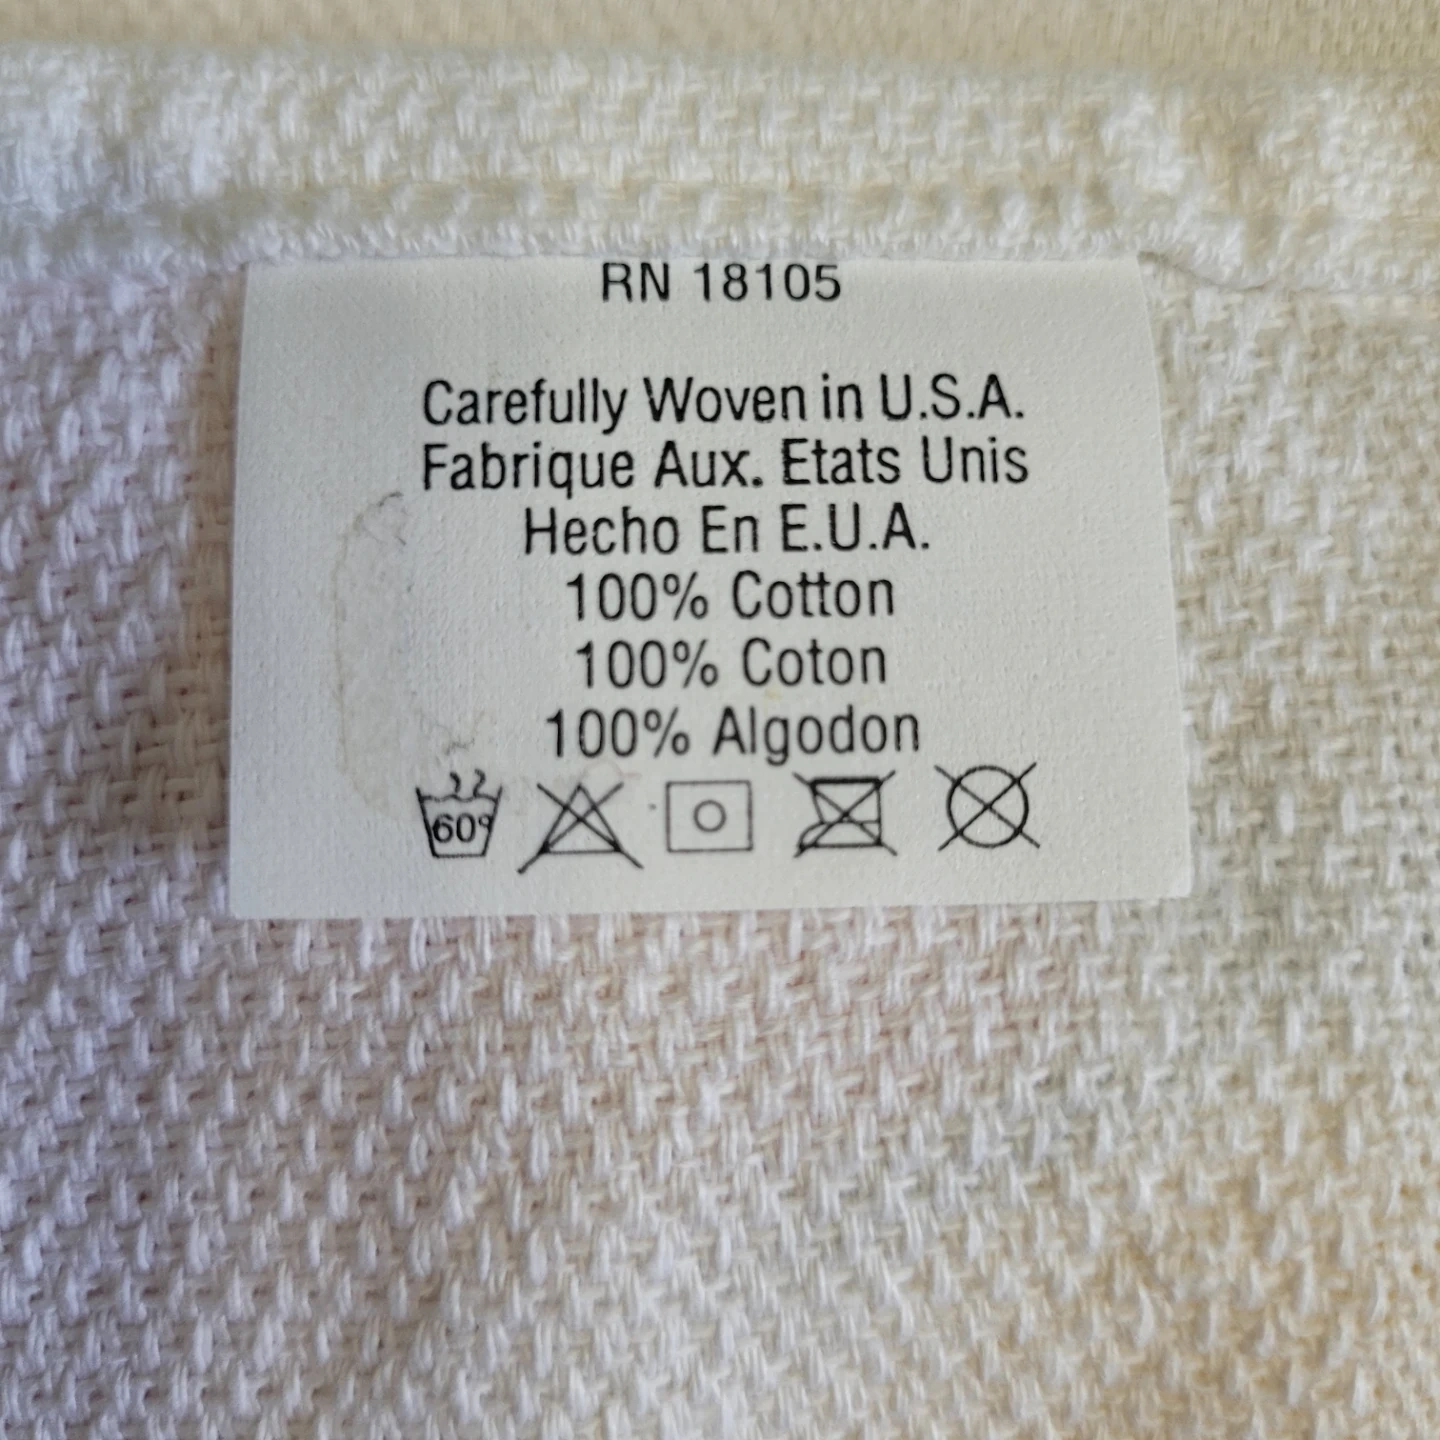 RN 18105
Carefully Woven in U.S.A.
Fabrique Aux. Etats Unis
Hecho En E.U.A.
100% Cotton
100% Coton
100% Algodon
60°